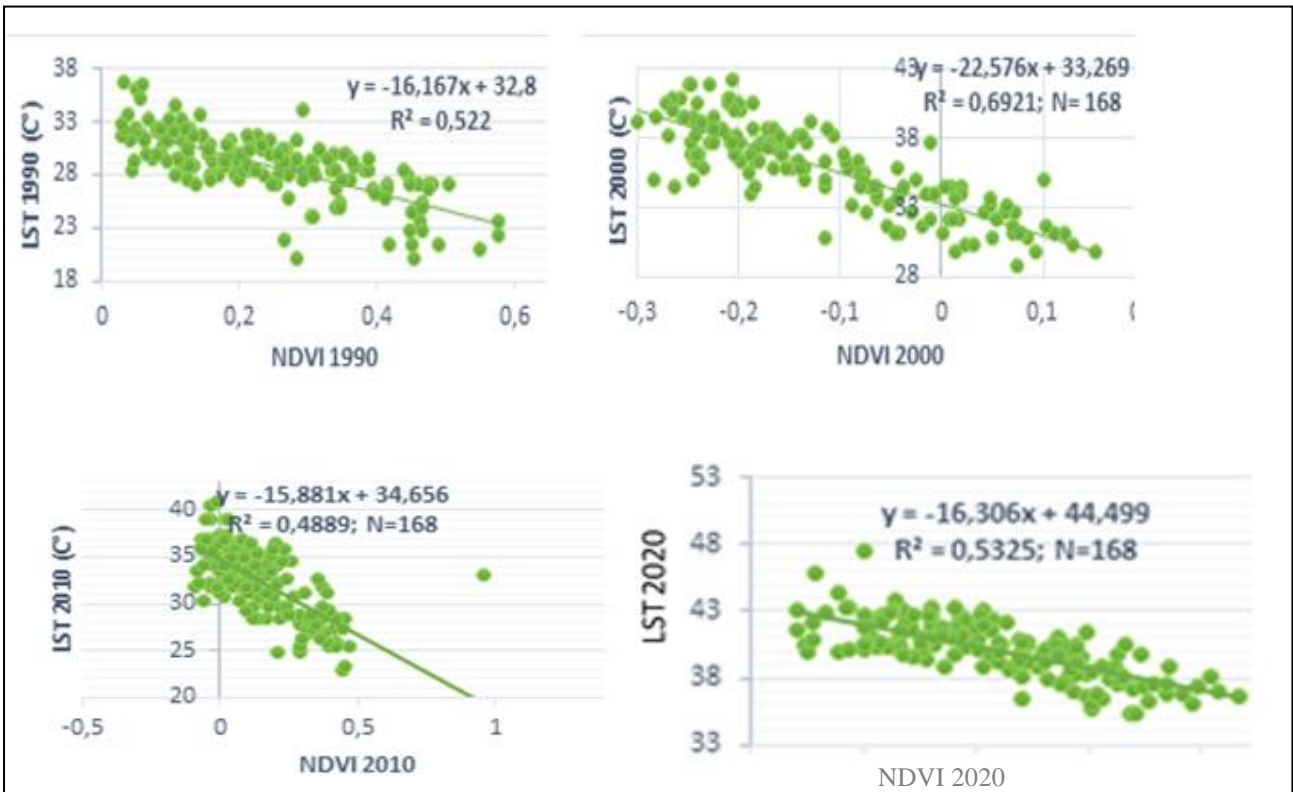 y = -16,167x + 32,8
R² = 0,522
LST 1990 (C°)
38
33
28
23
18
0 0,2 0,4 0,6
NDVI 1990
y = -22,576x + 33,269
R² = 0,6921; N= 168
LST 2000 (C°)
43
38
33
28
-0,3 -0,2 -0,1 0 0,1
NDVI 2000
y = -15,881x + 34,656
R² = 0,4889; N=168
LST 2010 (C°)
40
35
30
25
20
-0,5 0 0,5 1
NDVI 2010
y = -16,306x + 44,499
R² = 0,5325; N=168
LST 2020
53
48
43
38
33
NDVI 2020